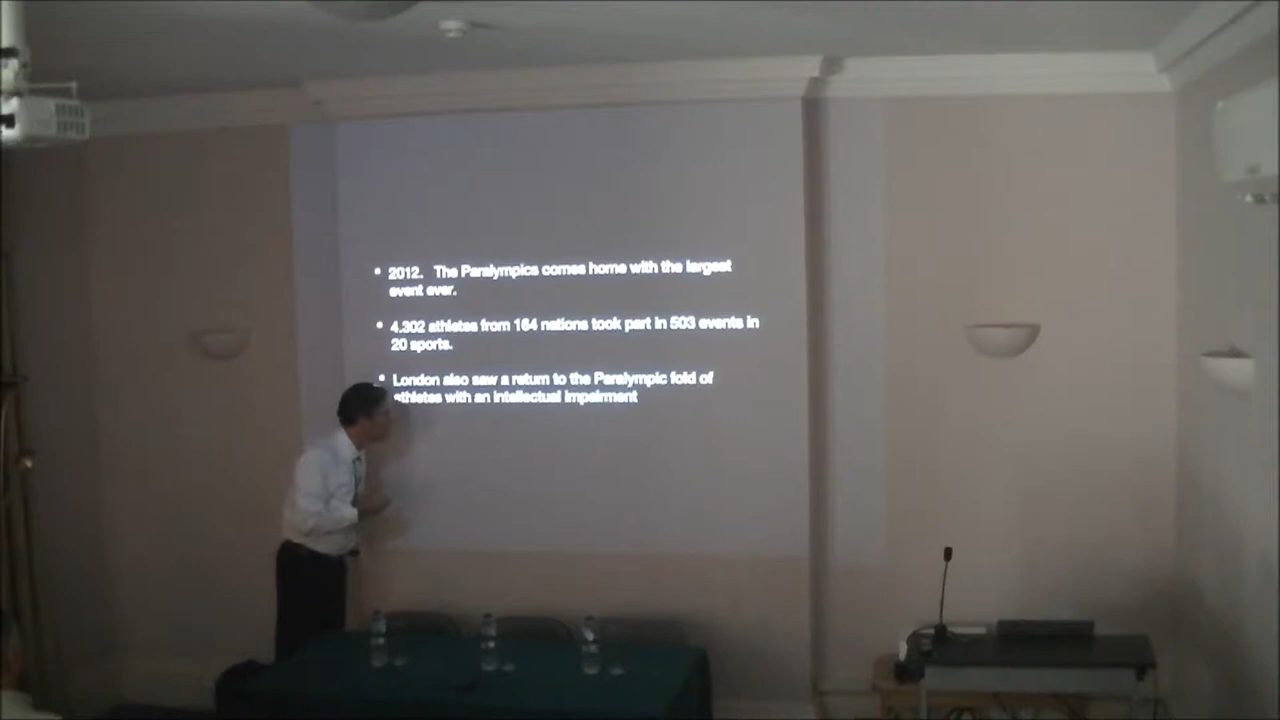 • 2012. The Paralympics comes home with the largest
event ever.
• 4.302 athletes from 164 nations took part in 503 events in
20 sports.
• London also saw a return to the Paralympic fold of
athletes with an intellectual impairment